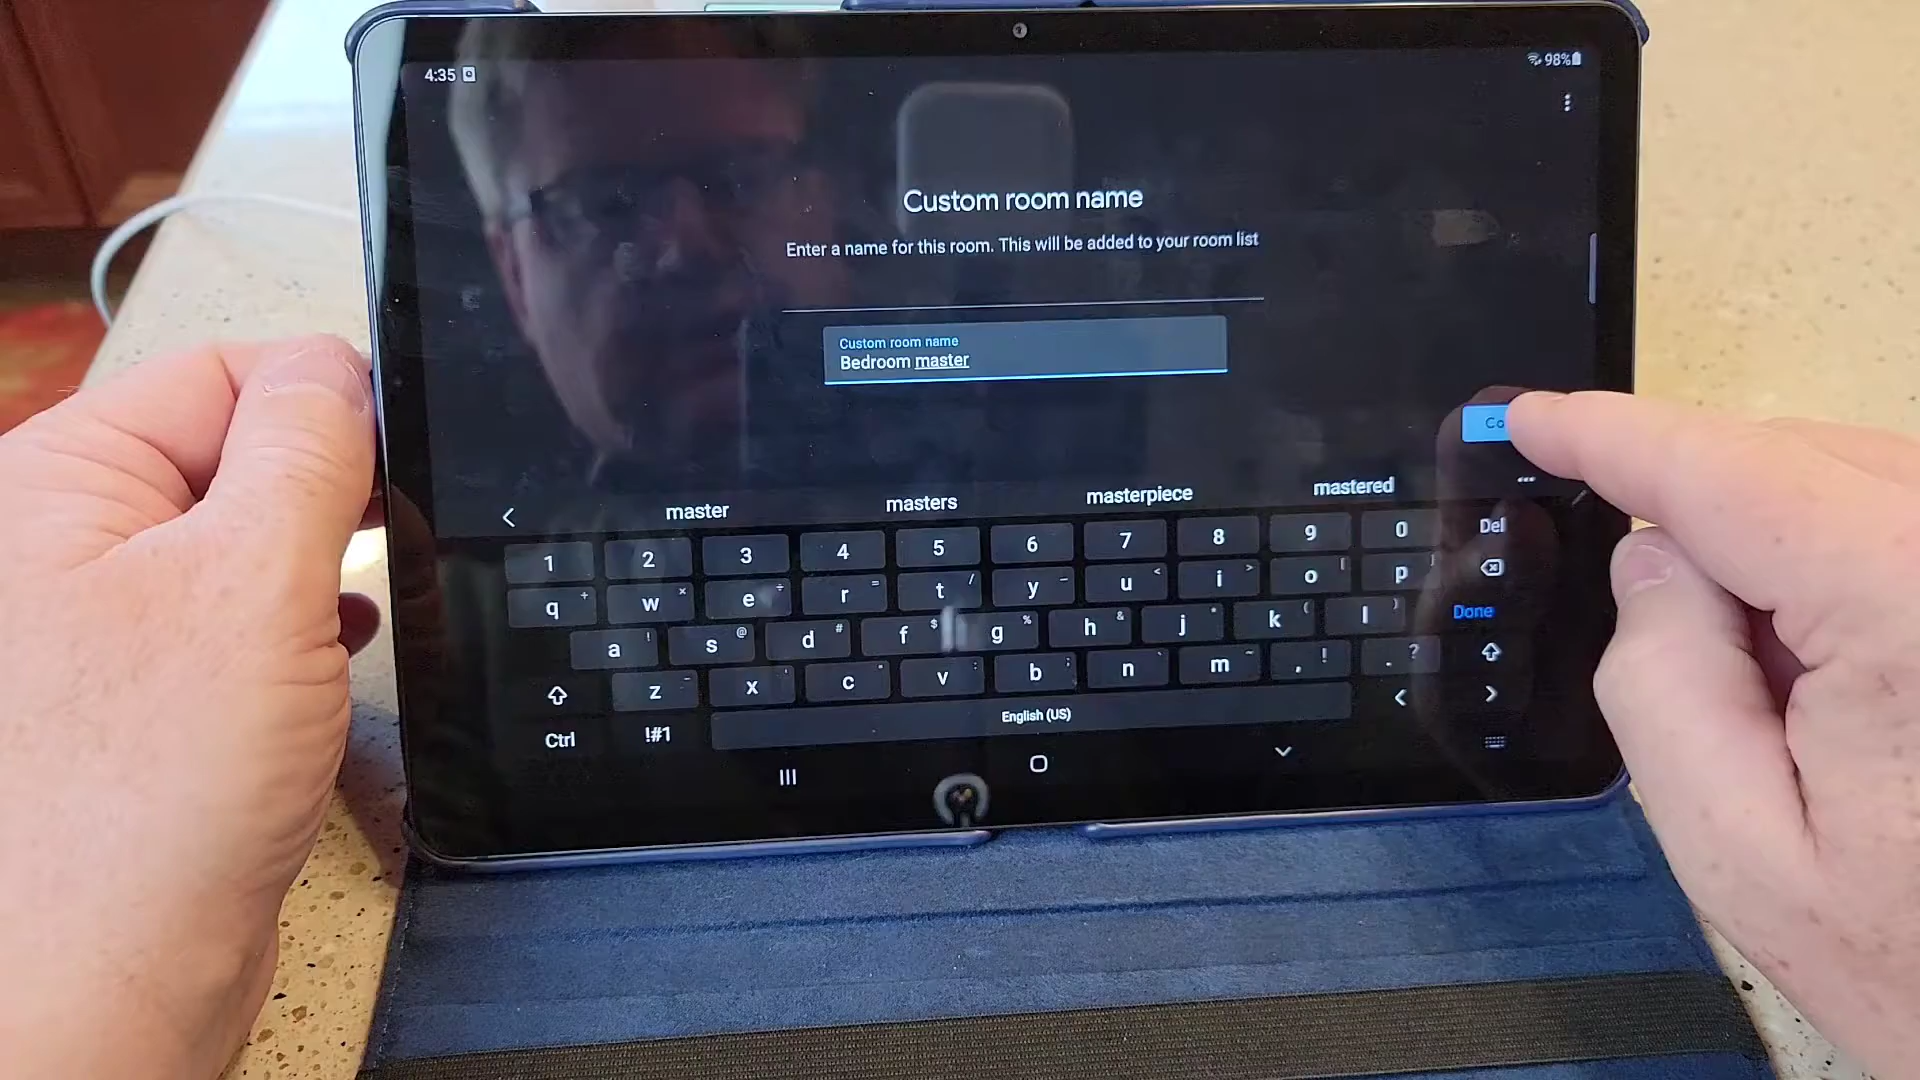 4:35 98%
Custom room name
Enter a name for this room. This will be added to your room list
Custom room name
Bedroom master
Co
master masters masterpiece mastered
1 2 3 4 5 6 7 8 9 0 Del
q + w × e ÷ r = t / y _ u < i > o [ p ]
a ! s @ d # f $ g % h & j * k ( l ) Done
z - x ' c " v : b ; n ` m ~ , ! . ?
Ctrl !#1 English (US)